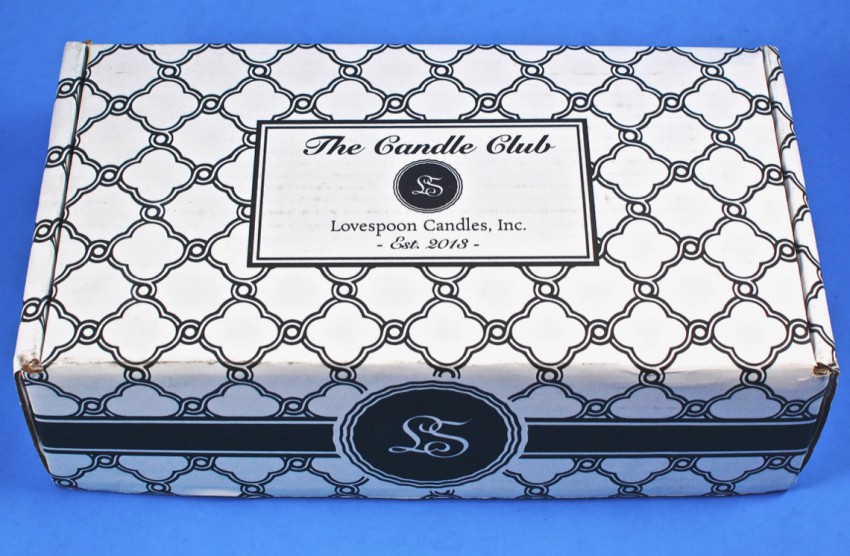 The Candle Club
LS
Lovespoon Candles, Inc.
- Est. 2013 -
LS